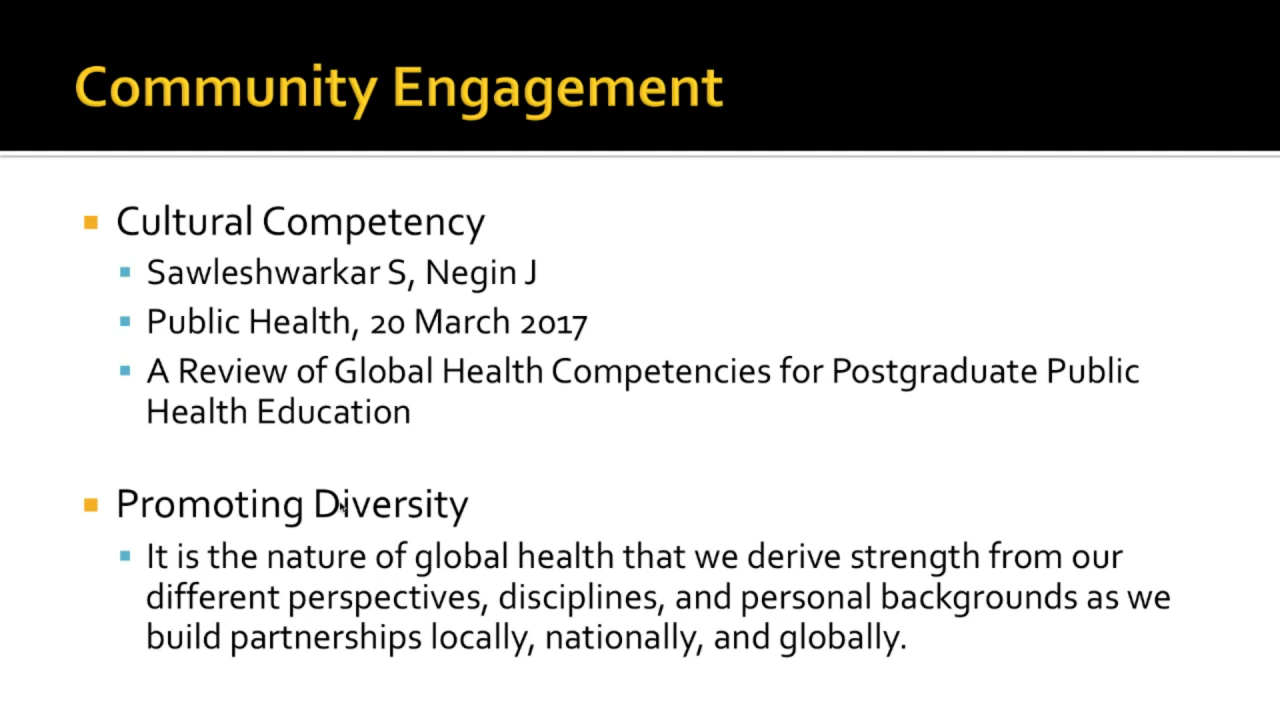 Community Engagement
Cultural Competency
Sawleshwarkar S, Negin J
Public Health, 20 March 2017
A Review of Global Health Competencies for Postgraduate Public
Health Education
Promoting Diversity
It is the nature of global health that we derive strength from our
different perspectives, disciplines, and personal backgrounds as we
build partnerships locally, nationally, and globally.